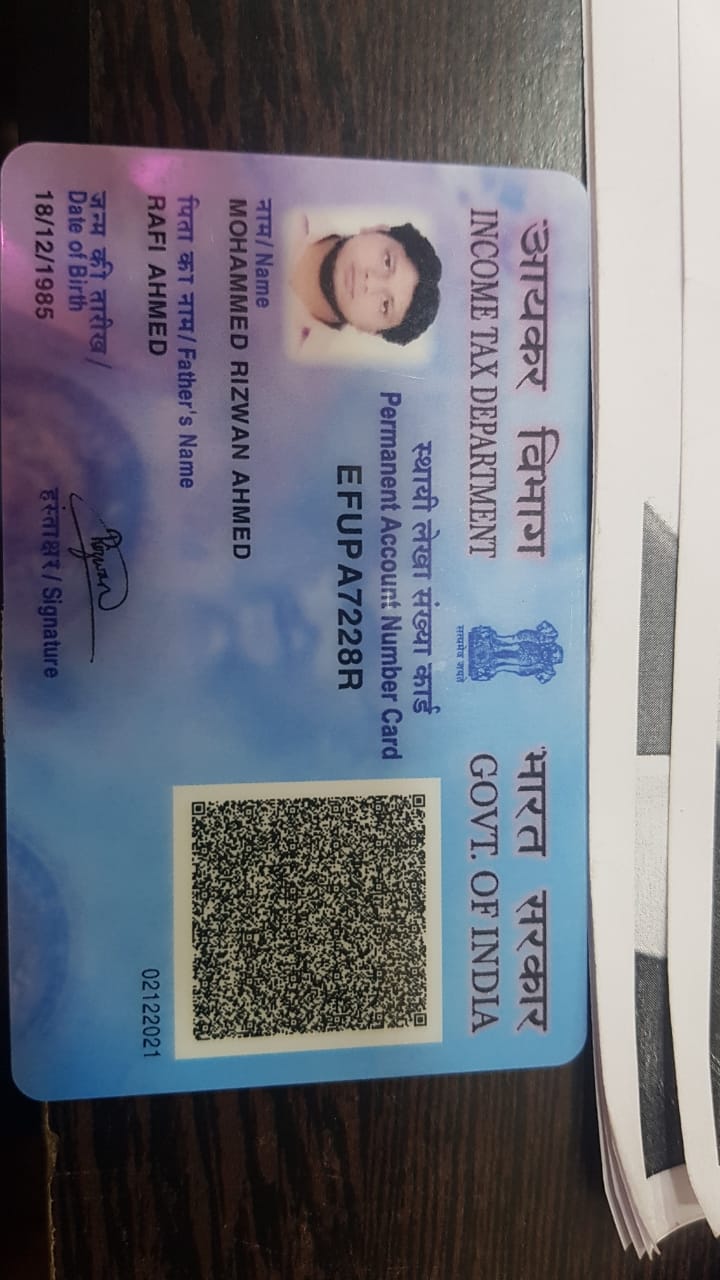 आयकर विभाग
INCOME TAX DEPARTMENT
सत्यमेव जयते
भारत सरकार
GOVT. OF INDIA
स्थायी लेखा संख्या कार्ड
Permanent Account Number Card
EFUPA7228R
नाम / Name
MOHAMMED RIZWAN AHMED
पिता का नाम / Father's Name
RAFI AHMED
जन्म की तारीख /
Date of Birth
18/12/1985
Rizwan
हस्ताक्षर / Signature
02122021